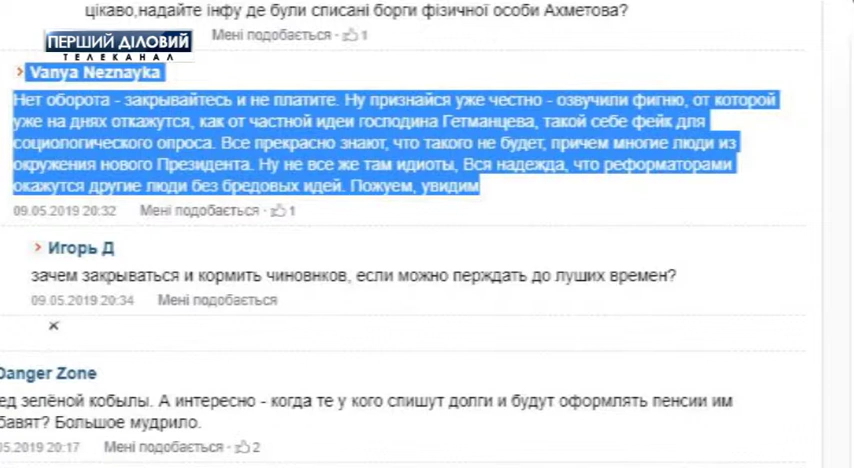 цікаво,надайте інфу де були списані борги фізичної особи Ахметова?
ПЕРШИЙ ДІЛОВИЙ
ТЕЛЕКАНАЛ
Мені подобається · 1
Vanya Neznayka
Нет оборота - закрывайтесь и не платите. Ну признайся уже честно - озвучили фигню, от которой
уже на днях откажутся, как от частной идеи господина Гетманцева, такой себе фейк для
социологического опроса. Все прекрасно знают, что такого не будет, причем многие люди из
окружения нового Президента. Ну не все же там идиоты, Вся надежда, что реформаторами
окажутся другие люди без бредовых идей. Пожуем, увидим
09.05.2019 20:32 Мені подобається · 1
Игорь Д
зачем закрываться и кормить чиновнков, если можно перждать до луших времен?
09.05.2019 20:34 Мені подобається
Danger Zone
ед зелёной кобылы. А интересно - когда те у кого спишут долги и будут оформлять пенсии им
бавят? Большое мудрило.
05.2019 20:17 Мені подобається · 2